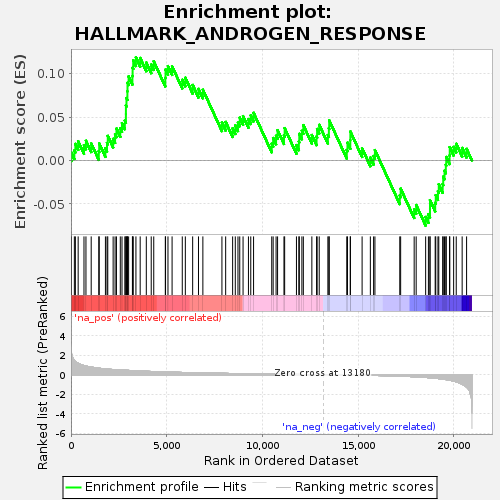 Enrichment plot:
HALLMARK_ANDROGEN_RESPONSE
Enrichment score (ES)
0.10
0.05
0.00
-0.05
'na_pos' (positively correlated)
Ranked list metric (PreRanked)
6
4
2
0
-2
-4
-6
Zero cross at 13180
'na_neg' (negatively correlated)
0
5,000
10,000
15,000
20,000
Rank in Ordered Dataset
Enrichment profile
Hits
Ranking metric scores